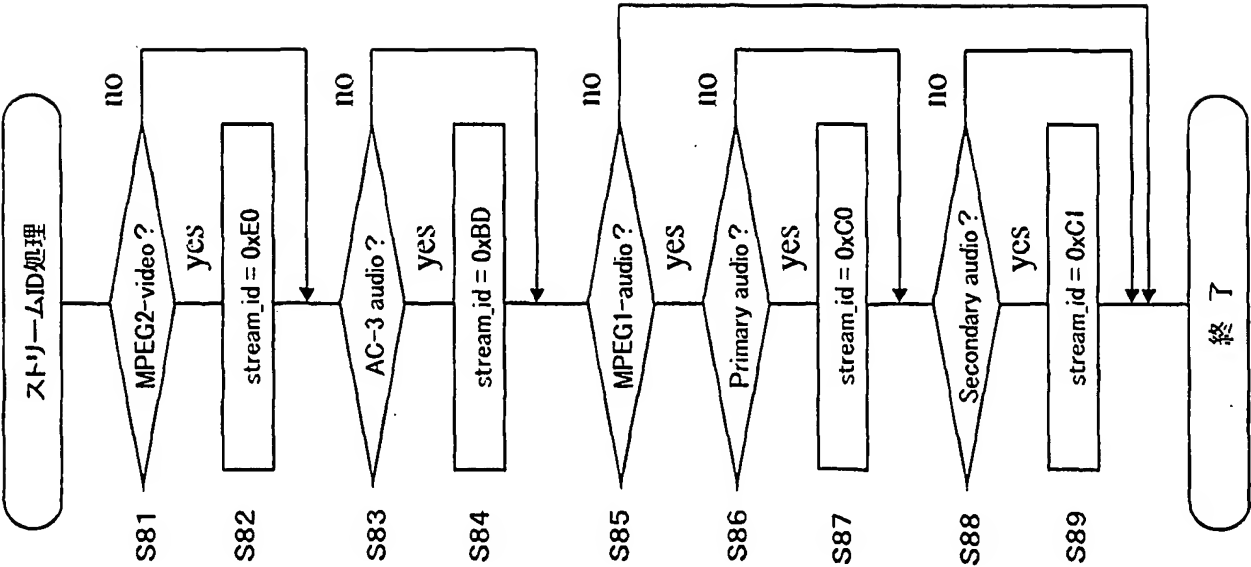 ストリームID処理
S81
MPEG2-video?
no
yes
S82
stream_id = 0xE0
S83
AC-3 audio?
no
yes
S84
stream_id = 0xBD
S85
MPEG1-audio?
no
yes
S86
Primary audio?
no
yes
S87
stream_id = 0xC0
S88
Secondary audio?
no
yes
S89
stream_id = 0xC1
終 了